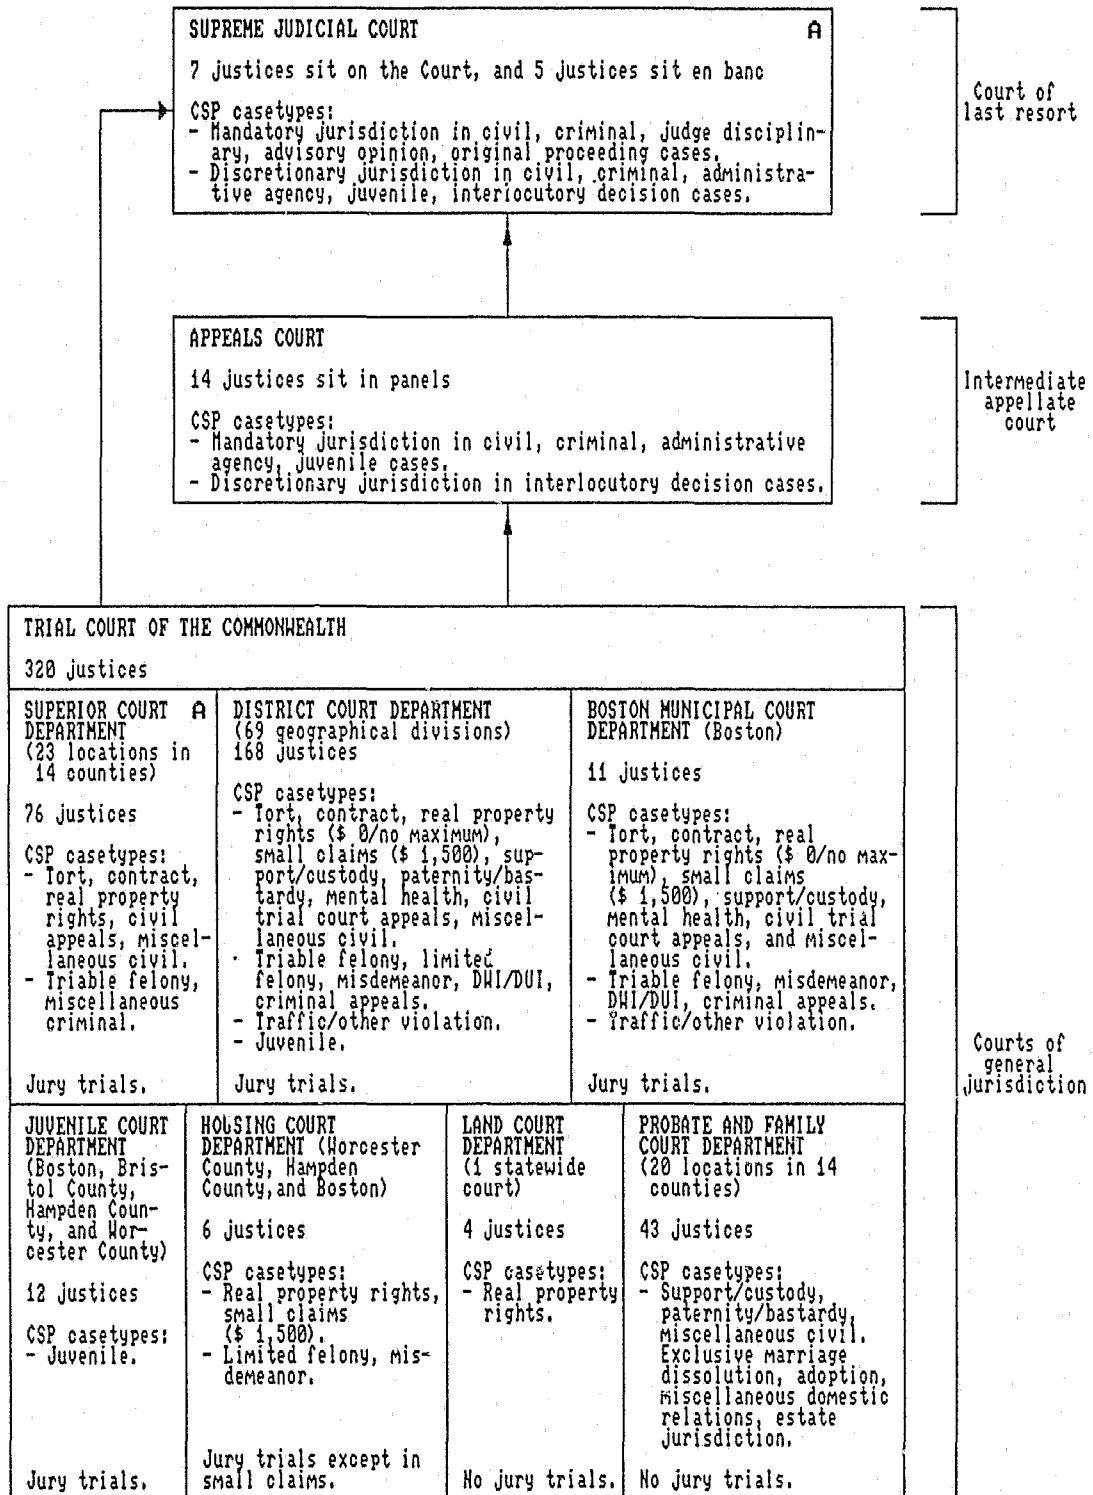 SUPREME JUDICIAL COURT A
7 justices sit on the Court, and 5 justices sit en banc
CSP casetypes:
- Mandatory jurisdiction in civil, criminal, judge disciplin-
ary, advisory opinion, original proceeding cases.
- Discretionary jurisdiction in civil, criminal, administra-
tive agency, juvenile, interlocutory decision cases.
Court of
last resort
APPEALS COURT
14 justices sit in panels
CSP casetypes:
- Mandatory jurisdiction in civil, criminal, administrative
agency, juvenile cases.
- Discretionary jurisdiction in interlocutory decision cases.
Intermediate
appellate
court
TRIAL COURT OF THE COMMONWEALTH
320 justices
SUPERIOR COURT A
DEPARTMENT
(23 locations in
14 counties)
76 justices
CSP casetypes:
- Tort, contract,
real property
rights, civil
appeals, miscel-
laneous civil.
- Triable felony,
miscellaneous
criminal.
Jury trials.
DISTRICT COURT DEPARTMENT
(69 geographical divisions)
168 justices
CSP casetypes:
- Tort, contract, real property
rights ($ 0/no maximum),
small claims ($ 1,500), sup-
port/custody, paternity/bas-
tardy, mental health, civil
trial court appeals, miscel-
laneous civil.
- Triable felony, limited
felony, misdemeanor, DWI/DUI,
criminal appeals.
- Traffic/other violation.
- Juvenile.
Jury trials.
BOSTON MUNICIPAL COURT
DEPARTMENT (Boston)
11 justices
CSP casetypes:
- Tort, contract, real
property rights ($ 0/no max-
imum), small claims
($ 1,500), support/custody,
mental health, civil trial
court appeals, and miscel-
laneous civil.
- Triable felony, misdemeanor,
DWI/DUI, criminal appeals.
- Traffic/other violation.
Jury trials.
Courts of
general
jurisdiction
JUVENILE COURT
DEPARTMENT
(Boston, Bris-
tol County,
Hampden Coun-
ty, and Wor-
cester County)
12 justices
CSP casetypes:
- Juvenile.
Jury trials.
HOUSING COURT
DEPARTMENT (Worcester
County, Hampden
County, and Boston)
6 justices
CSP casetypes:
- Real property rights,
small claims
($ 1,500).
- Limited felony, mis-
demeanor.
Jury trials except in
small claims.
LAND COURT
DEPARTMENT
(1 statewide
court)
4 justices
CSP casetypes:
- Real property
rights.
No jury trials.
PROBATE AND FAMILY
COURT DEPARTMENT
(20 locations in 14
counties)
43 justices
CSP casetypes:
- Support/custody,
paternity/bastardy,
miscellaneous civil.
Exclusive marriage
dissolution, adoption,
miscellaneous domestic
relations, estate
jurisdiction.
No jury trials.